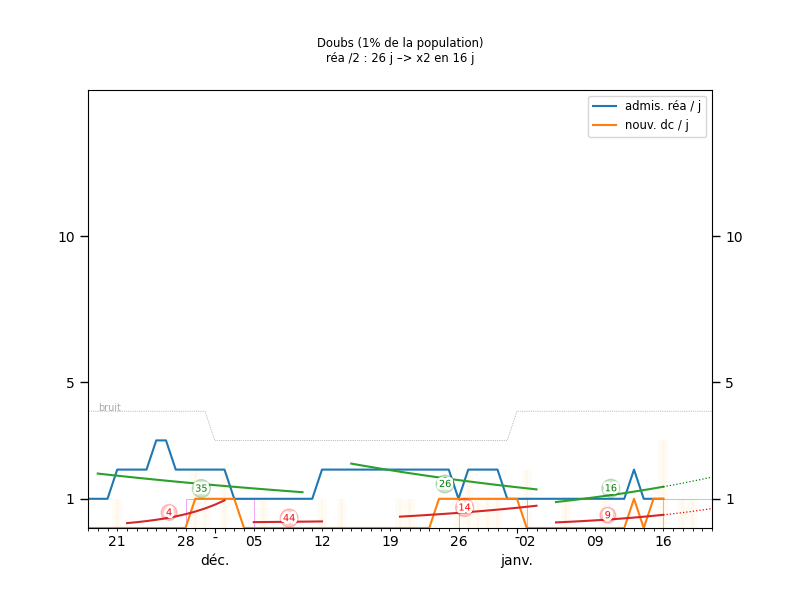 Doubs (1% de la population)
réa /2 : 26 j –> x2 en 16 j
admis. réa / j
nouv. dc / j
10 10
5 5
bruit
1 1
35 26 16
4 44 14 9
21 28 - 05 12 19 26 - 02 09 16
déc. janv.